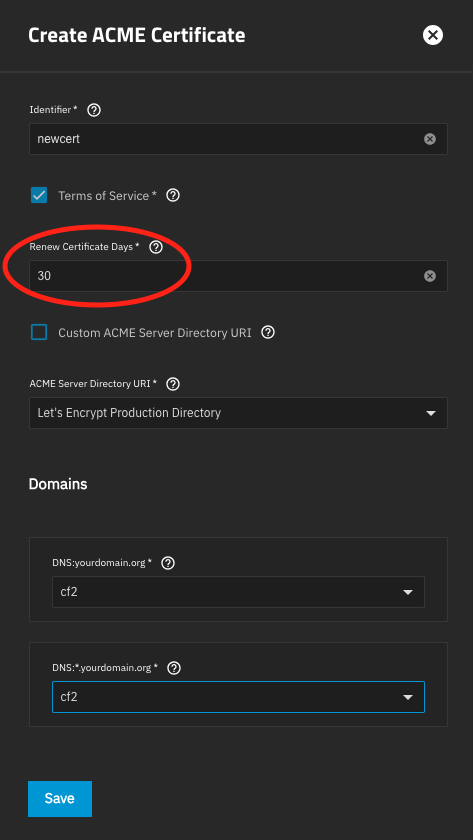 Create ACME Certificate
Identifier *
newcert
Terms of Service *
Renew Certificate Days *
30
Custom ACME Server Directory URI
ACME Server Directory URI *
Let's Encrypt Production Directory
Domains
DNS:yourdomain.org *
cf2
DNS:*.yourdomain.org *
cf2
Save